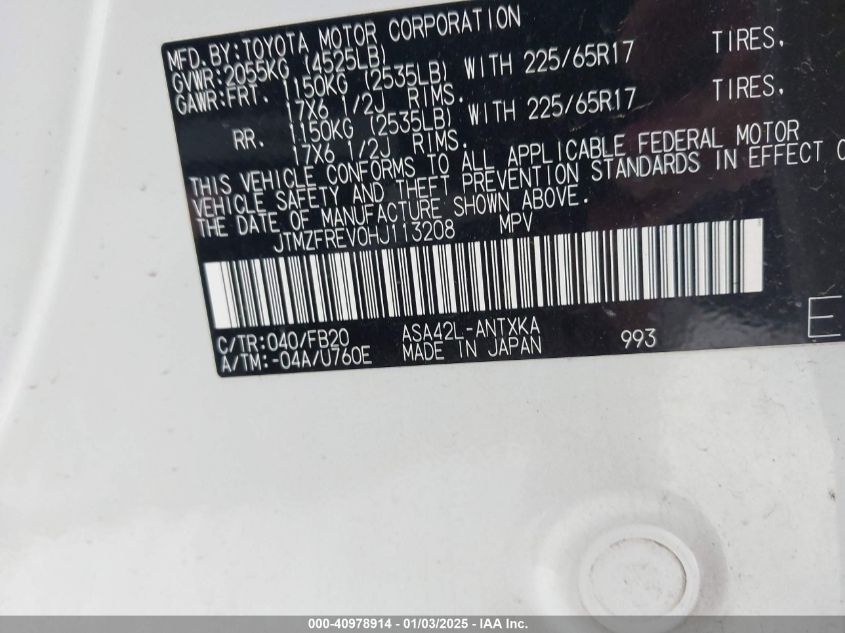 MFD.BY:TOYOTA MOTOR CORPORATION
GVWR:2055KG (4525LB)
GAWR:FRT. 1150KG (2535LB) WITH 225/65R17 TIRES,
17X6 1/2J RIMS.
RR. 1150KG (2535LB) WITH 225/65R17 TIRES,
17X6 1/2J RIMS.
THIS VEHICLE CONFORMS TO ALL APPLICABLE FEDERAL MOTOR
VEHICLE SAFETY AND THEFT PREVENTION STANDARDS IN EFFECT
THE DATE OF MANUFACTURE SHOWN ABOVE.
JTMZFREV0HJ113208 MPV
C/TR:040/FB20 ASA42L-ANTXKA 993 E
A/TM:-04A/U760E MADE IN JAPAN
000-40978914 - 01/03/2025 - IAA Inc.